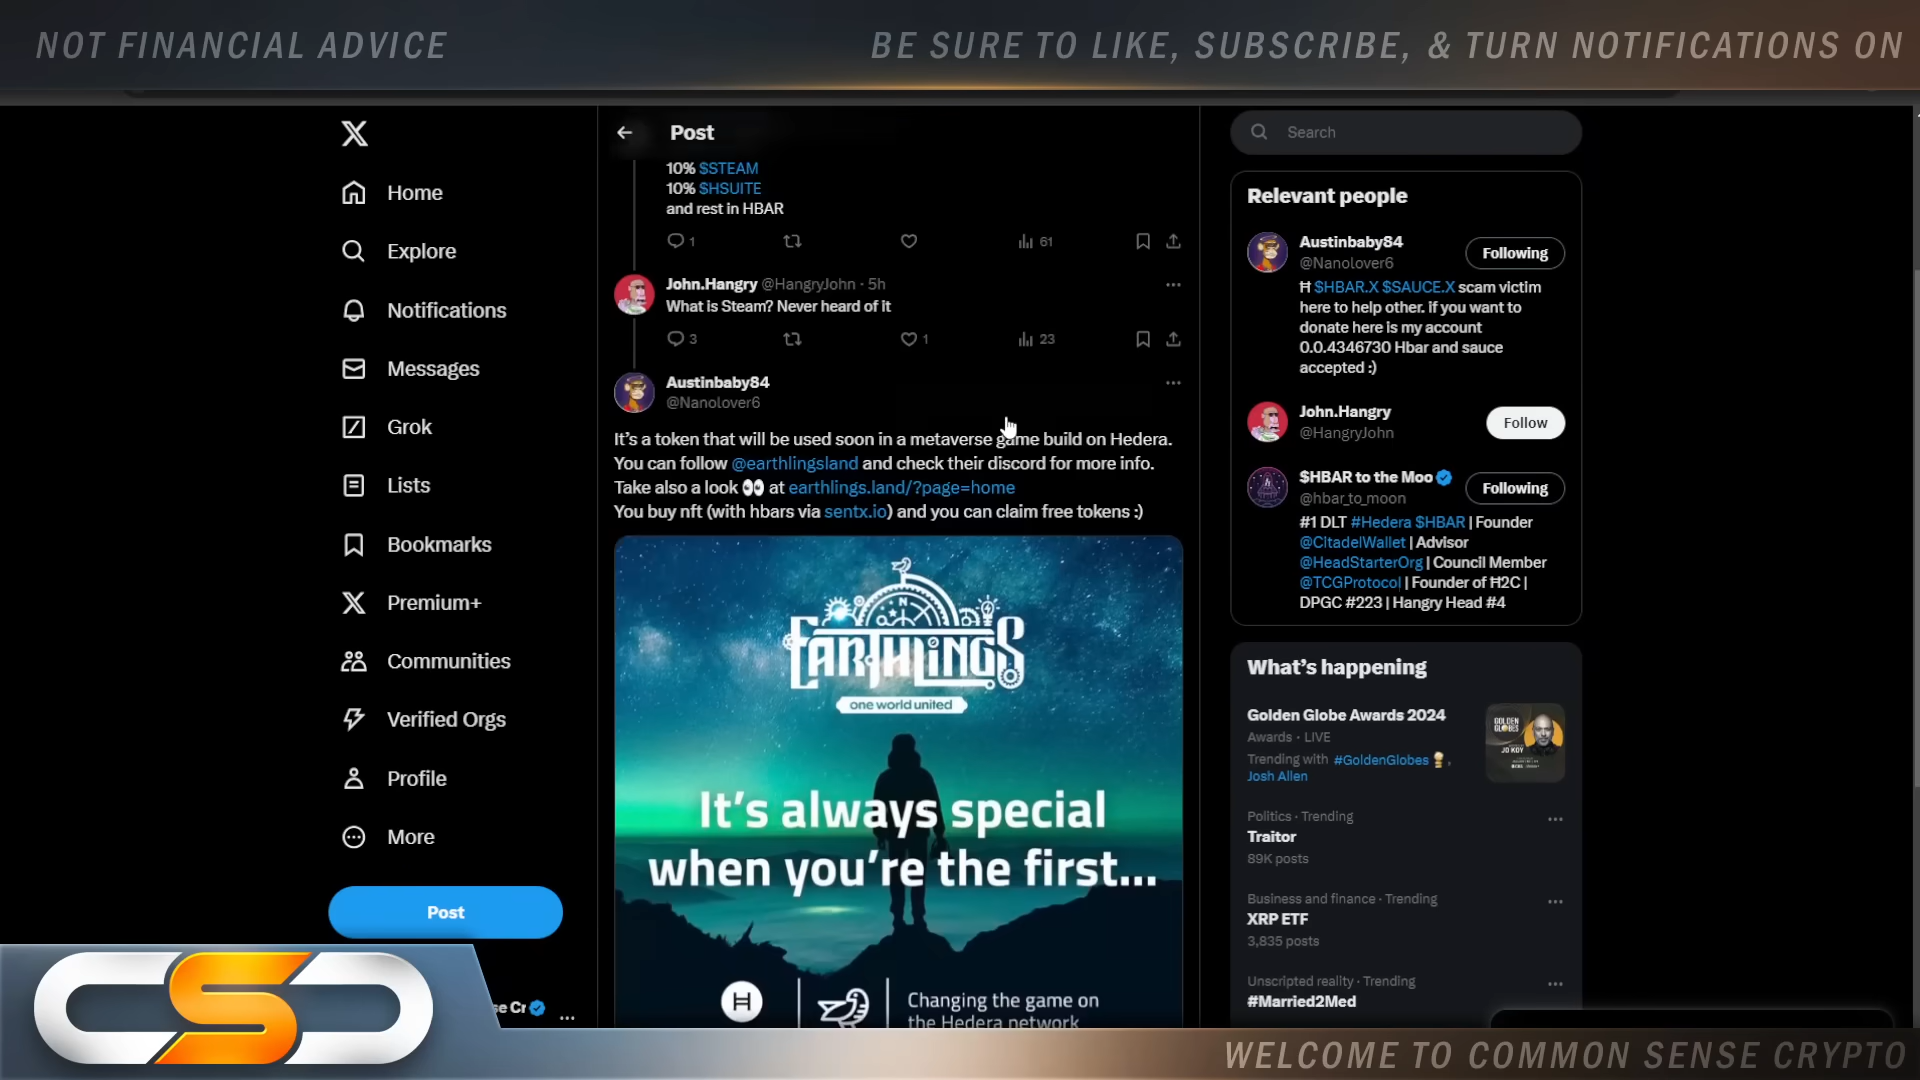 NOT FINANCIAL ADVICE
BE SURE TO LIKE, SUBSCRIBE, & TURN NOTIFICATIONS ON
Home
Explore
Notifications
Messages
Grok
Lists
Bookmarks
Premium+
Communities
Verified Orgs
Profile
More
Post
se Cr
Post
10% $STEAM
10% $HSUITE
and rest in HBAR
1
61
John.Hangry @HangryJohn · 5h
What is Steam? Never heard of it
3
1
23
Austinbaby84
@Nanolover6
It's a token that will be used soon in a metaverse game build on Hedera.
You can follow @earthlingsland and check their discord for more info.
Take also a look 👀 at earthlings.land/?page=home
You buy nft (with hbars via sentx.io) and you can claim free tokens :)
N
EARTHLINGS
one world united
It's always special
when you're the first...
H
Changing the game on
the Hedera network
Search
Relevant people
Austinbaby84
@Nanolover6
Following
Ħ $HBAR.X $SAUCE.X scam victim
here to help other. if you want to
donate here is my account
0.0.4346730 Hbar and sauce
accepted :)
John.Hangry
@HangryJohn
Follow
$HBAR to the Moo
@hbar_to_moon
Following
#1 DLT #Hedera $HBAR | Founder
@CltadelWallet | Advisor
@HeadStarterOrg | Council Member
@TCGProtocol | Founder of Ħ2C |
DPGC #223 | Hangry Head #4
What's happening
Golden Globe Awards 2024
Awards · LIVE
Trending with #GoldenGlobes ,
Josh Allen
GOLDEN
GLOBES
JO KOY
Politics · Trending
Traitor
89K posts
Business and finance · Trending
XRP ETF
3,835 posts
Unscripted reality · Trending
#Married2Med
CSC
WELCOME TO COMMON SENSE CRYPTO